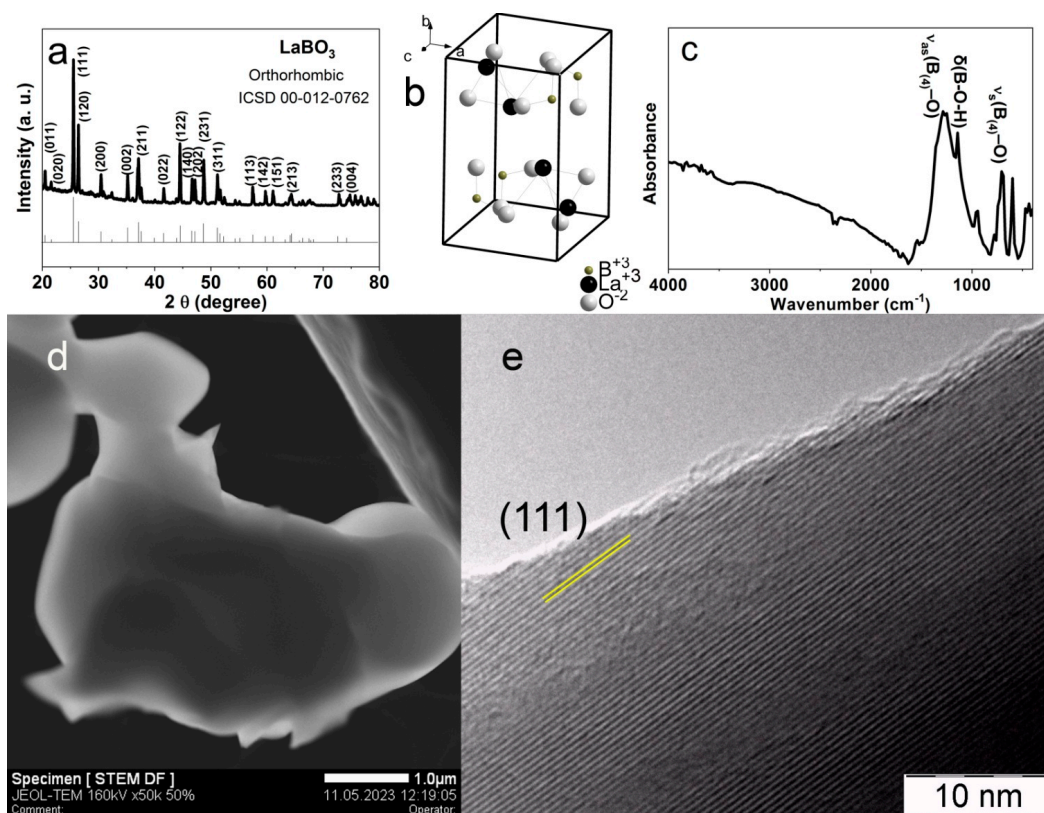 a
LaBO₃
Orthorhombic
ICSD 00-012-0762
Intensity (a. u.)
(011)
(020)
(111)
(120)
(200)
(002)
(211)
(022)
(122)
(140)
(202)
(231)
(311)
(113)
(142)
(151)
(213)
(233)
(004)
20 30 40 50 60 70 80
2 θ (degree)
b
b
a
c
B⁺³
La⁺³
O⁻²
c
νas(B(4)–O)
δ(B-O-H)
νs(B(4)–O)
Absorbance
4000 3000 2000 1000
Wavenumber (cm⁻¹)
d
Specimen [ STEM DF ]
1.0µm
JEOL-TEM 160kV x50k 50%
11.05.2023 12:19:05
Comment:
Operator:
e
(111)
10 nm